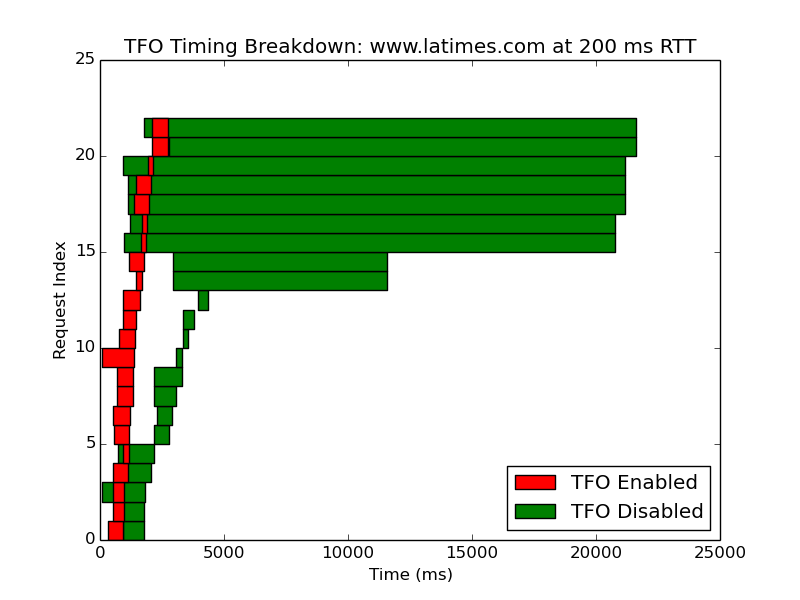 TFO Timing Breakdown: www.latimes.com at 200 ms RTT
25
20
15
10
5
0
Request Index
TFO Enabled
TFO Disabled
0 5000 10000 15000 20000 25000
Time (ms)